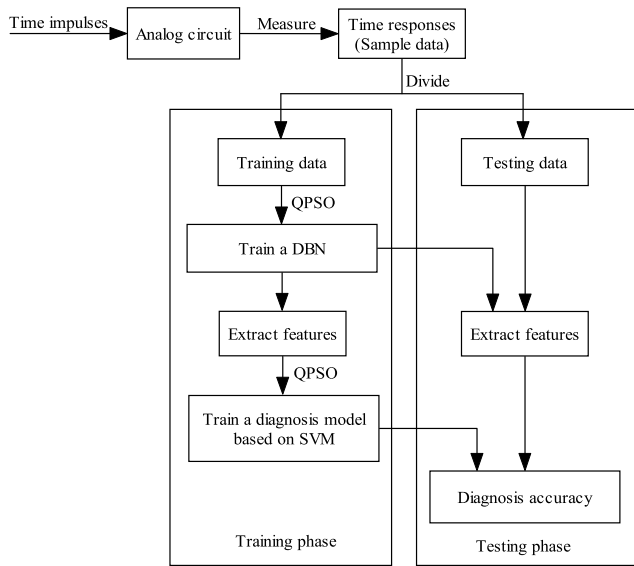 Time impulses
Analog circuit
Measure
Time responses
(Sample data)
Divide
Training data
Testing data
QPSO
Train a DBN
Extract features
Extract features
QPSO
Train a diagnosis model
based on SVM
Diagnosis accuracy
Training phase
Testing phase